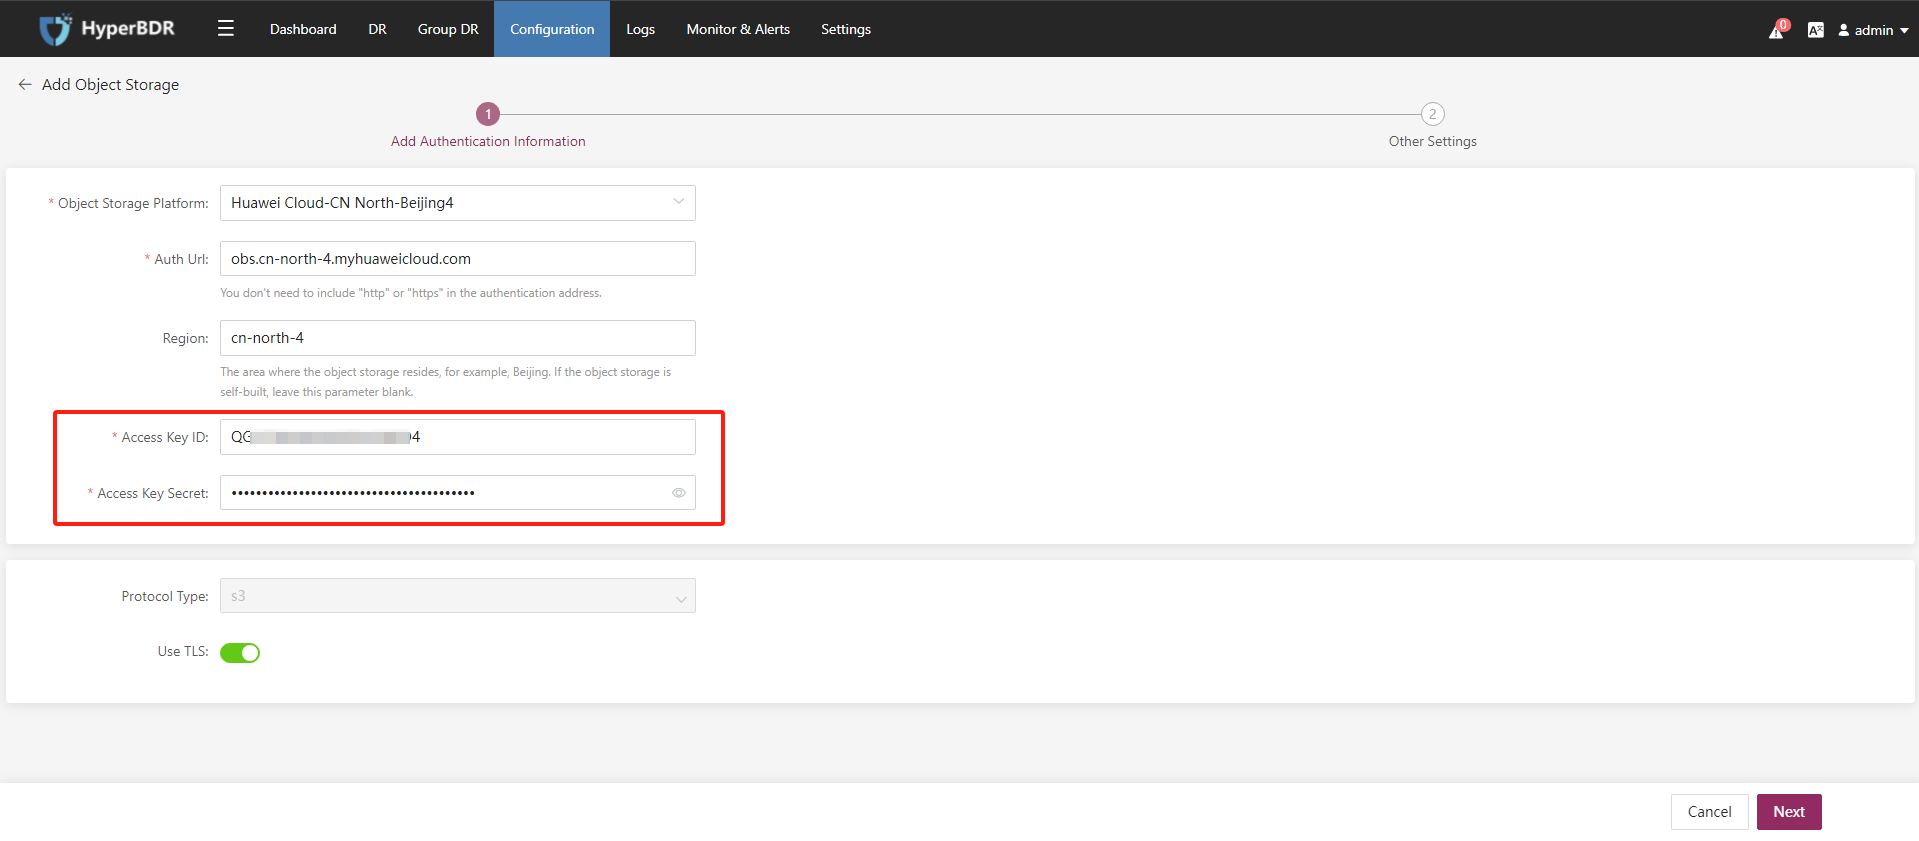 HyperBDR Dashboard DR Group DR Configuration Logs Monitor & Alerts Settings 0 admin
Add Object Storage
1 2
Add Authentication Information Other Settings
* Object Storage Platform: Huawei Cloud-CN North-Beijing4
* Auth Url: obs.cn-north-4.myhuaweicloud.com
You don't need to include "http" or "https" in the authentication address.
Region: cn-north-4
The area where the object storage resides, for example, Beijing. If the object storage is
self-built, leave this parameter blank.
* Access Key ID:
* Access Key Secret: ••••••••••••••••••••••••••••••••••••••••
Protocol Type: s3
Use TLS:
Cancel Next